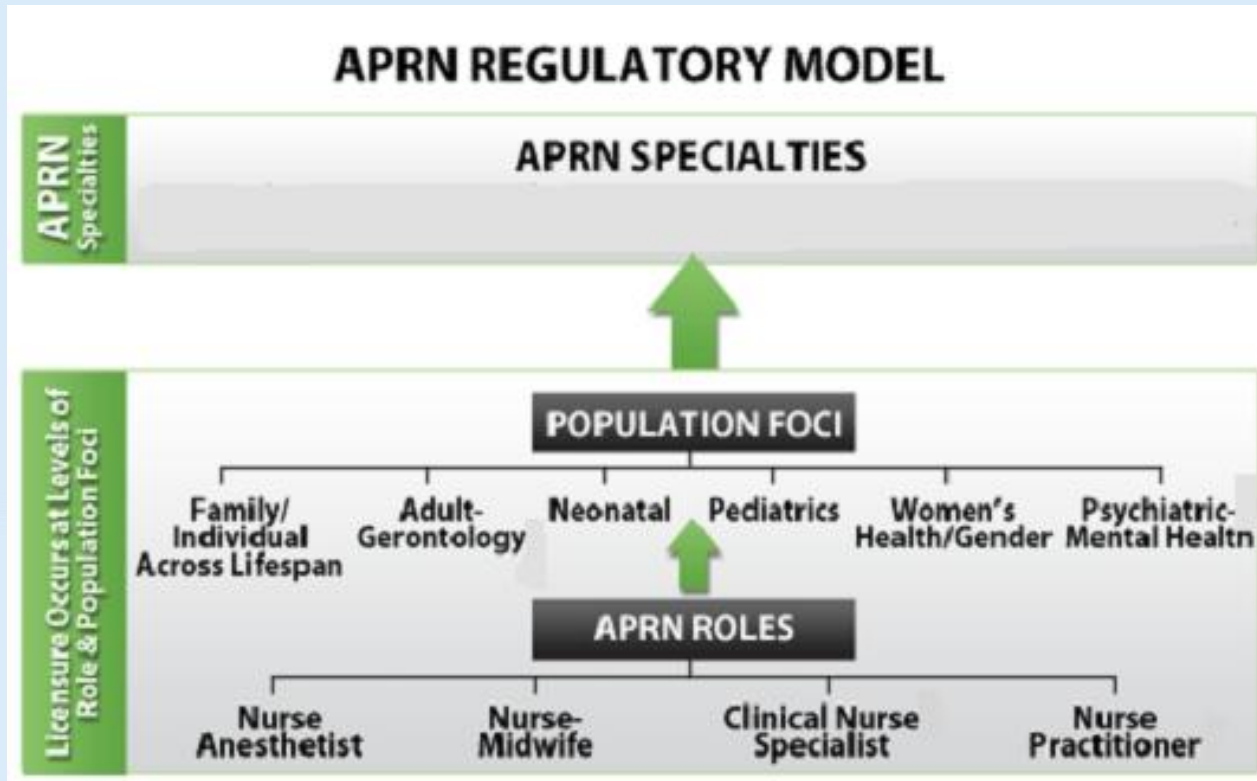 APRN REGULATORY MODEL
APRN
Specialties
APRN SPECIALTIES
Licensure Occurs at Levels of
Role & Population Foci
POPULATION FOCI
Family/
Individual
Across Lifespan
Adult-
Gerontology
Neonatal
Pediatrics
Women's
Health/Gender
Psychiatric-
Mental Health
APRN ROLES
Nurse
Anesthetist
Nurse-
Midwife
Clinical Nurse
Specialist
Nurse
Practitioner